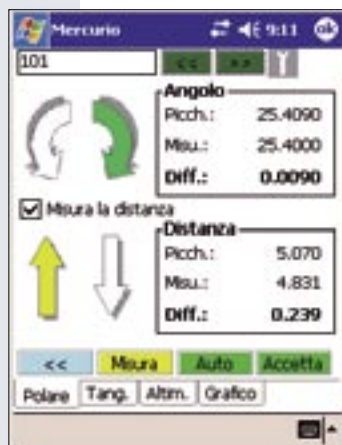 Mercurio 9:11 ok
101 << >>
Angolo
Picch.: 25.4090
Misu.: 25.4000
Diff.: 0.0090
Misura la distanza
Distanza
Picch.: 5.070
Misu.: 4.831
Diff.: 0.239
<< Misura Auto Accetta
Polare Tang. Altim. Grafico